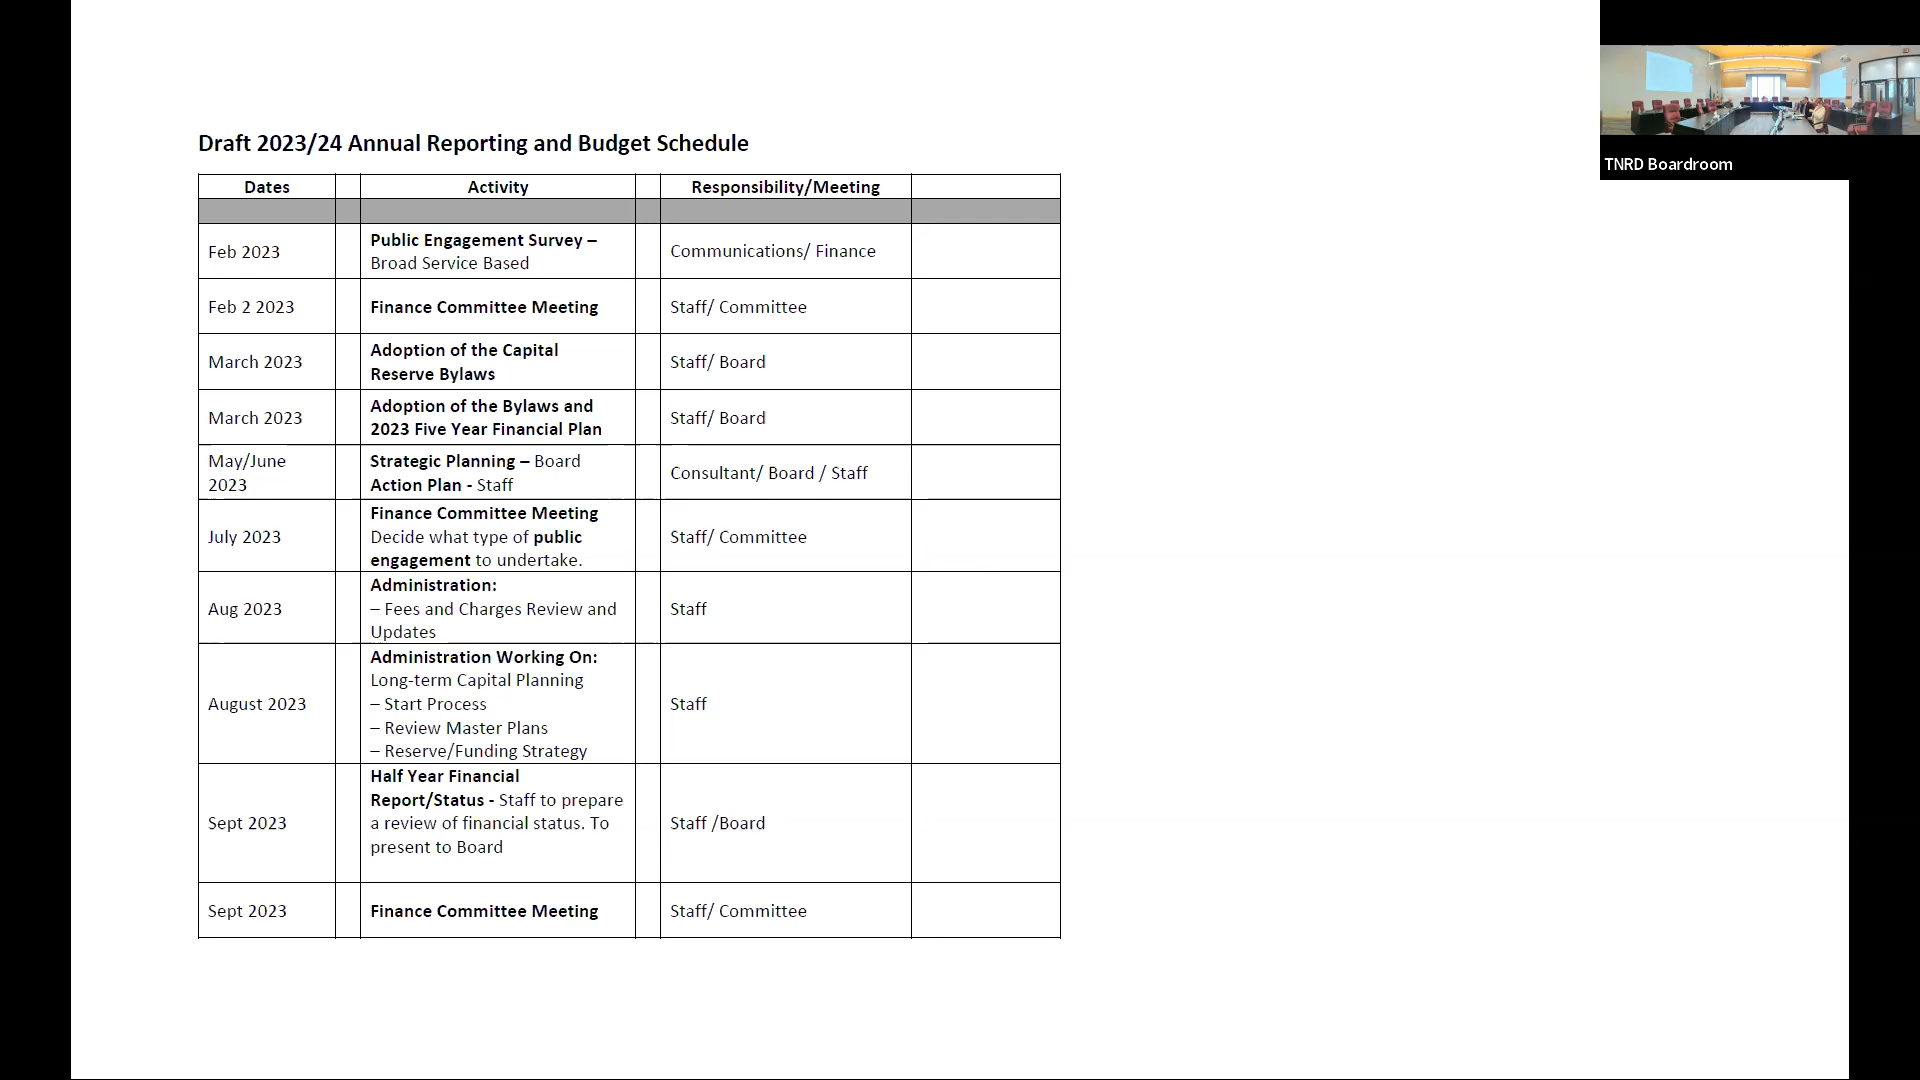 Draft 2023/24 Annual Reporting and Budget Schedule
Dates Activity Responsibility/Meeting
Feb 2023
Public Engagement Survey –
Broad Service Based
Communications/ Finance
Feb 2 2023
Finance Committee Meeting
Staff/ Committee
March 2023
Adoption of the Capital
Reserve Bylaws
Staff/ Board
March 2023
Adoption of the Bylaws and
2023 Five Year Financial Plan
Staff/ Board
May/June
2023
Strategic Planning – Board
Action Plan - Staff
Consultant/ Board / Staff
July 2023
Finance Committee Meeting
Decide what type of public
engagement to undertake.
Staff/ Committee
Aug 2023
Administration:
– Fees and Charges Review and
Updates
Staff
August 2023
Administration Working On:
Long-term Capital Planning
– Start Process
– Review Master Plans
– Reserve/Funding Strategy
Staff
Sept 2023
Half Year Financial
Report/Status - Staff to prepare
a review of financial status. To
present to Board
Staff /Board
Sept 2023
Finance Committee Meeting
Staff/ Committee
TNRD Boardroom